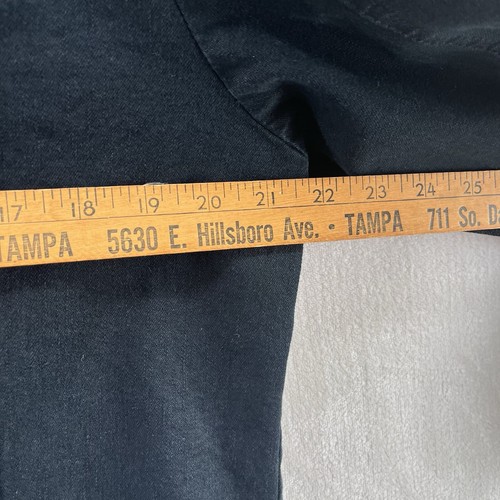 17 18 19 20 21 22 23 24 25
TAMPA 5630 E. Hillsboro Ave. • TAMPA 711 So. D